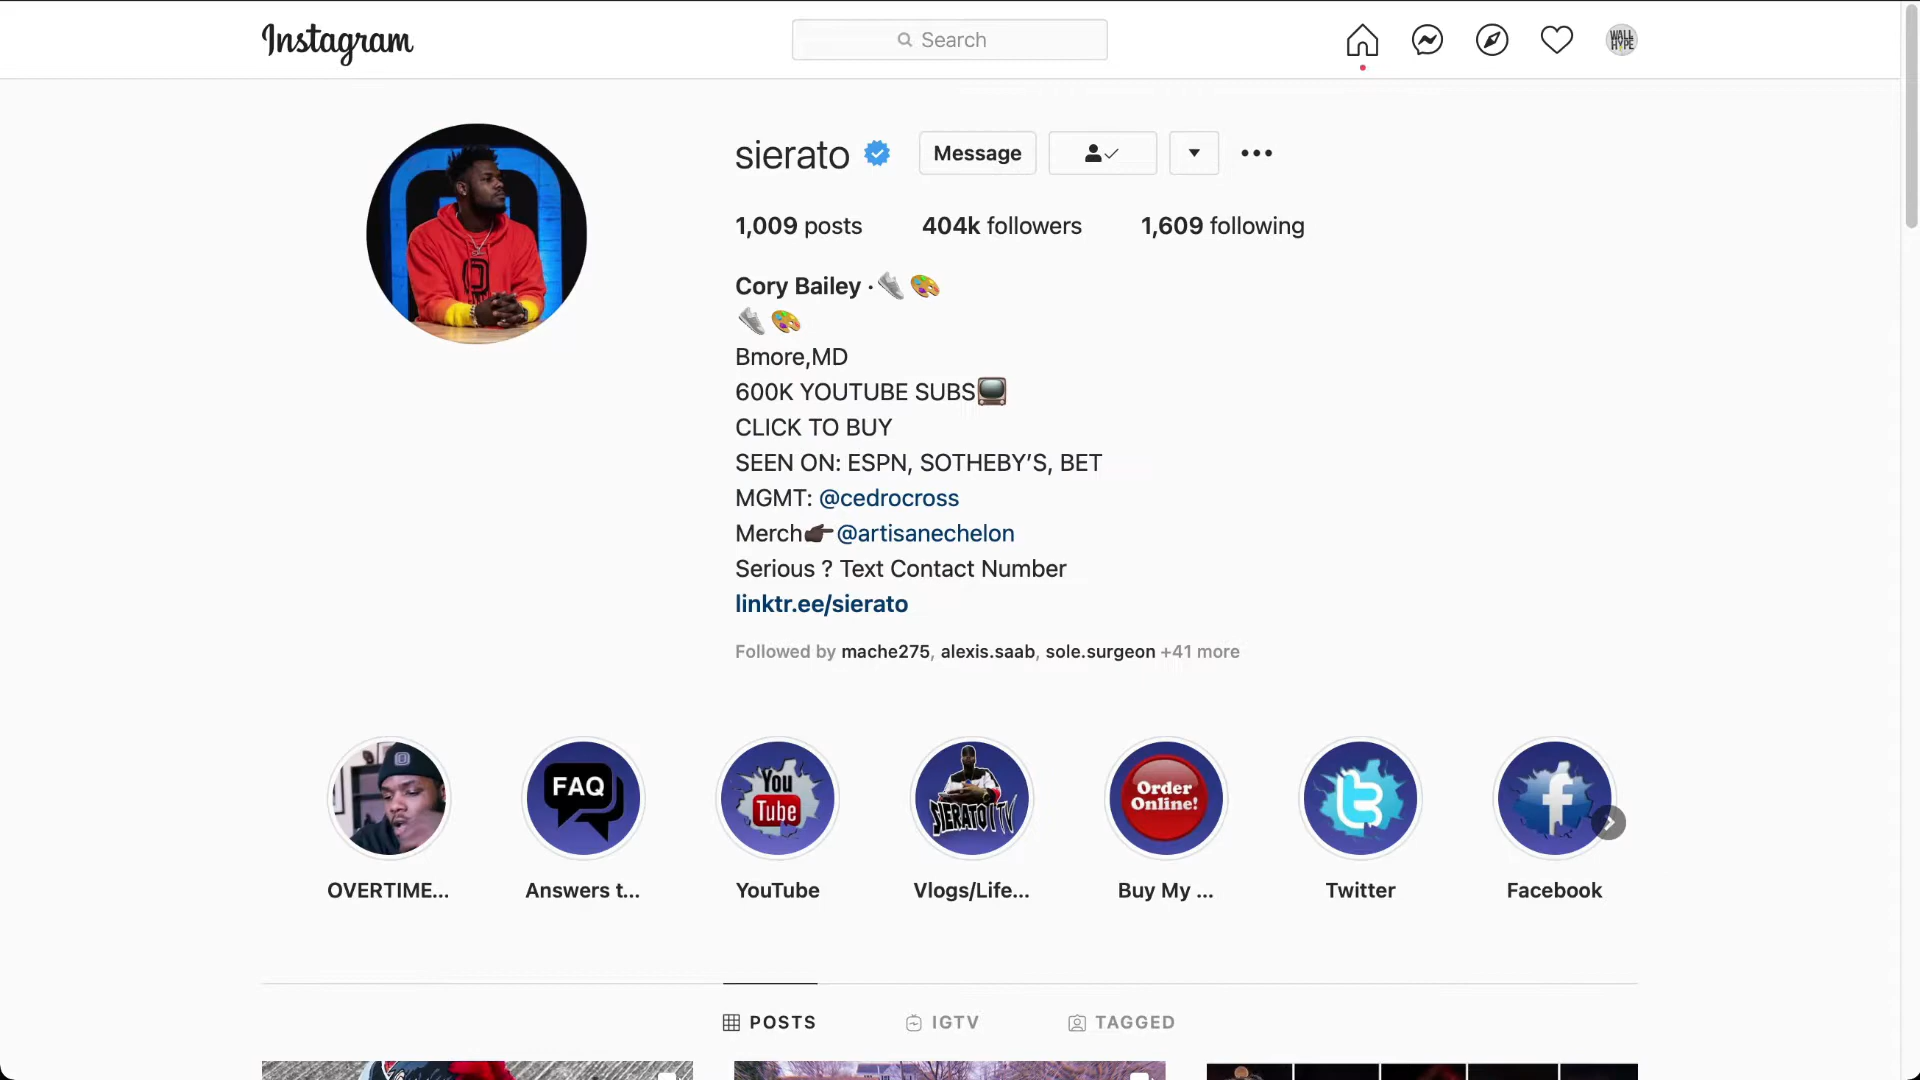 Instagram
Search
WALL
HYPE
sierato
Message
1,009 posts 404k followers 1,609 following
Cory Bailey · 👟 🎨
👟 🎨
Bmore,MD
600K YOUTUBE SUBS📺
CLICK TO BUY
SEEN ON: ESPN, SOTHEBY’S, BET
MGMT: @cedrocross
Merch👉🏿@artisanechelon
Serious ? Text Contact Number
linktr.ee/sierato
Followed by mache275, alexis.saab, sole.surgeon +41 more
FAQ
You
Tube
SIERATO TV
Order
Online!
OVERTIME...
Answers t...
YouTube
Vlogs/Life...
Buy My ...
Twitter
Facebook
POSTS IGTV TAGGED